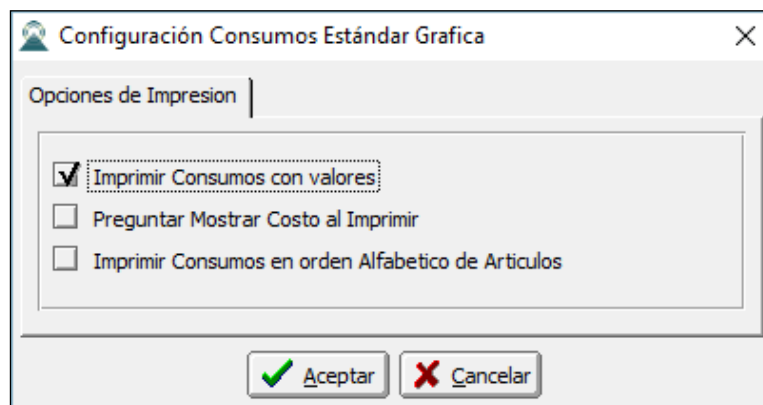 Configuración Consumos Estándar Grafica
Opciones de Impresion
Imprimir Consumos con valores
Preguntar Mostrar Costo al Imprimir
Imprimir Consumos en orden Alfabetico de Articulos
Aceptar
Cancelar